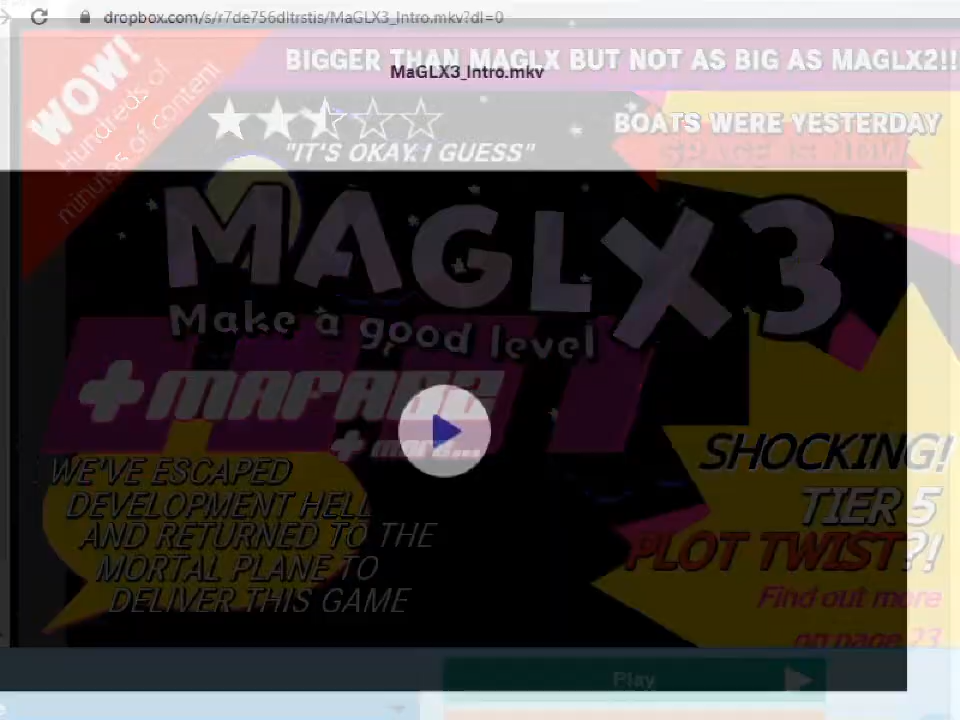 dropbox.com/s/r7de756dltrstis/MaGLX3_Intro.mkv?dl=0
BIGGER THAN MAGLX BUT NOT AS BIG AS MAGLX2!!
MaGLX3_Intro.mkv
WOW!
Hundreds of
minutes of content
BOATS WERE YESTERDAY
SPACE IS NOW
"IT'S OKAY. I GUESS"
MAGLX3
Make a good level
+ more...
WE'VE ESCAPED
DEVELOPMENT HELL
AND RETURNED TO THE
MORTAL PLANE TO
DELIVER THIS GAME
SHOCKING!
TIER 5
PLOT TWIST?!
Find out more
on page 23
Play